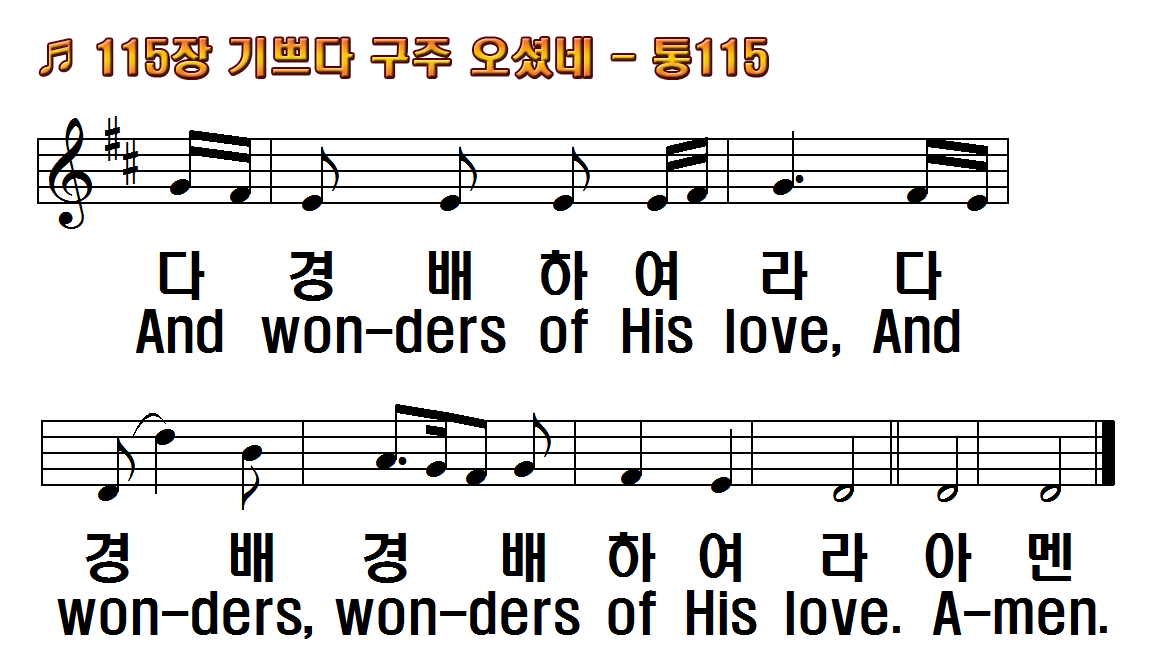 ♬ 115장 기쁘다 구주 오셨네 - 통115
다 경 배 하 여 라 다
And won-ders of His love, And
경 배 경 배 하 여 라 아 멘
won-ders, won-ders of His love. A-men.